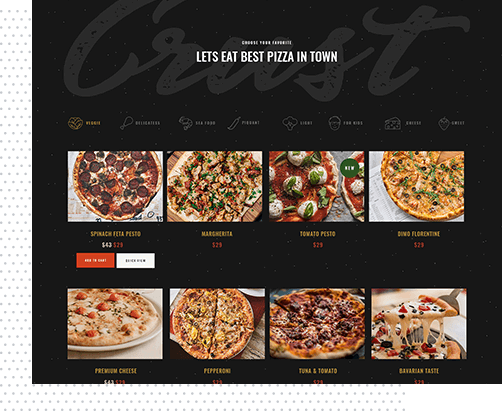 Crust
CHOOSE YOUR FAVORITE
LETS EAT BEST PIZZA IN TOWN
VEGGIE DELICATESS SEA FOOD PIQUANT LIGHT FOR KIDS CHEESE SWEET
NEW
SPINACH FETA PESTO MARGHERITA TOMATO PESTO DIMO FLORENTINE
$43 $29 $29 $29 $29
ADD TO CART QUICK VIEW
PREMIUM CHEESE PEPPERONI TUNA & TOMATO BAVARIAN TASTE
$43 $29 $29 $29 $29